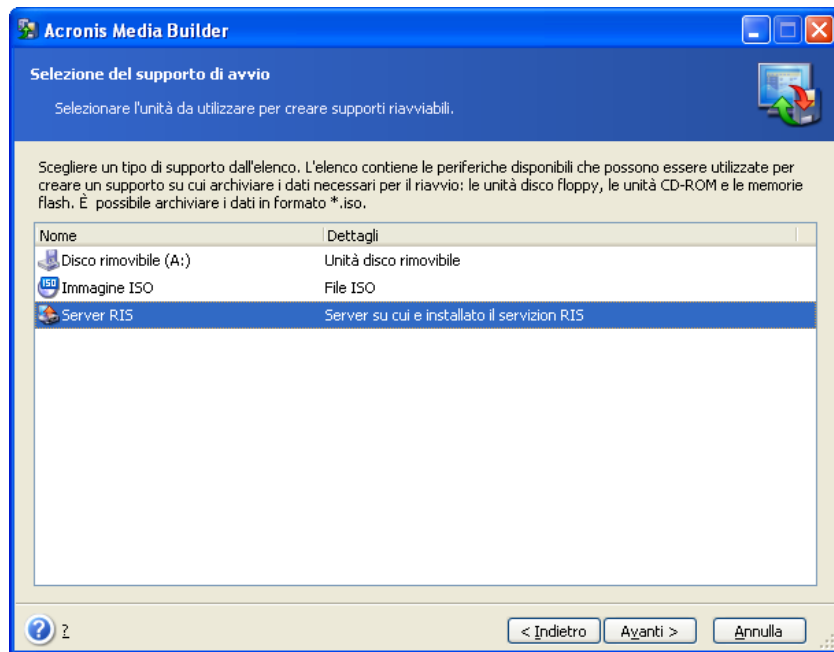 Acronis Media Builder
Selezione del supporto di avvio
Selezionare l'unità da utilizzare per creare supporti riavviabili.
Scegliere un tipo di supporto dall'elenco. L'elenco contiene le periferiche disponibili che possono essere utilizzate per
creare un supporto su cui archiviare i dati necessari per il riavvio: le unità disco floppy, le unità CD-ROM e le memorie
flash. È possibile archiviare i dati in formato *.iso.
Nome Dettagli
Disco rimovibile (A:) Unità disco rimovibile
ISO Immagine ISO File ISO
Server RIS Server su cui e installato il servizion RIS
? ? < Indietro Avanti > Annulla